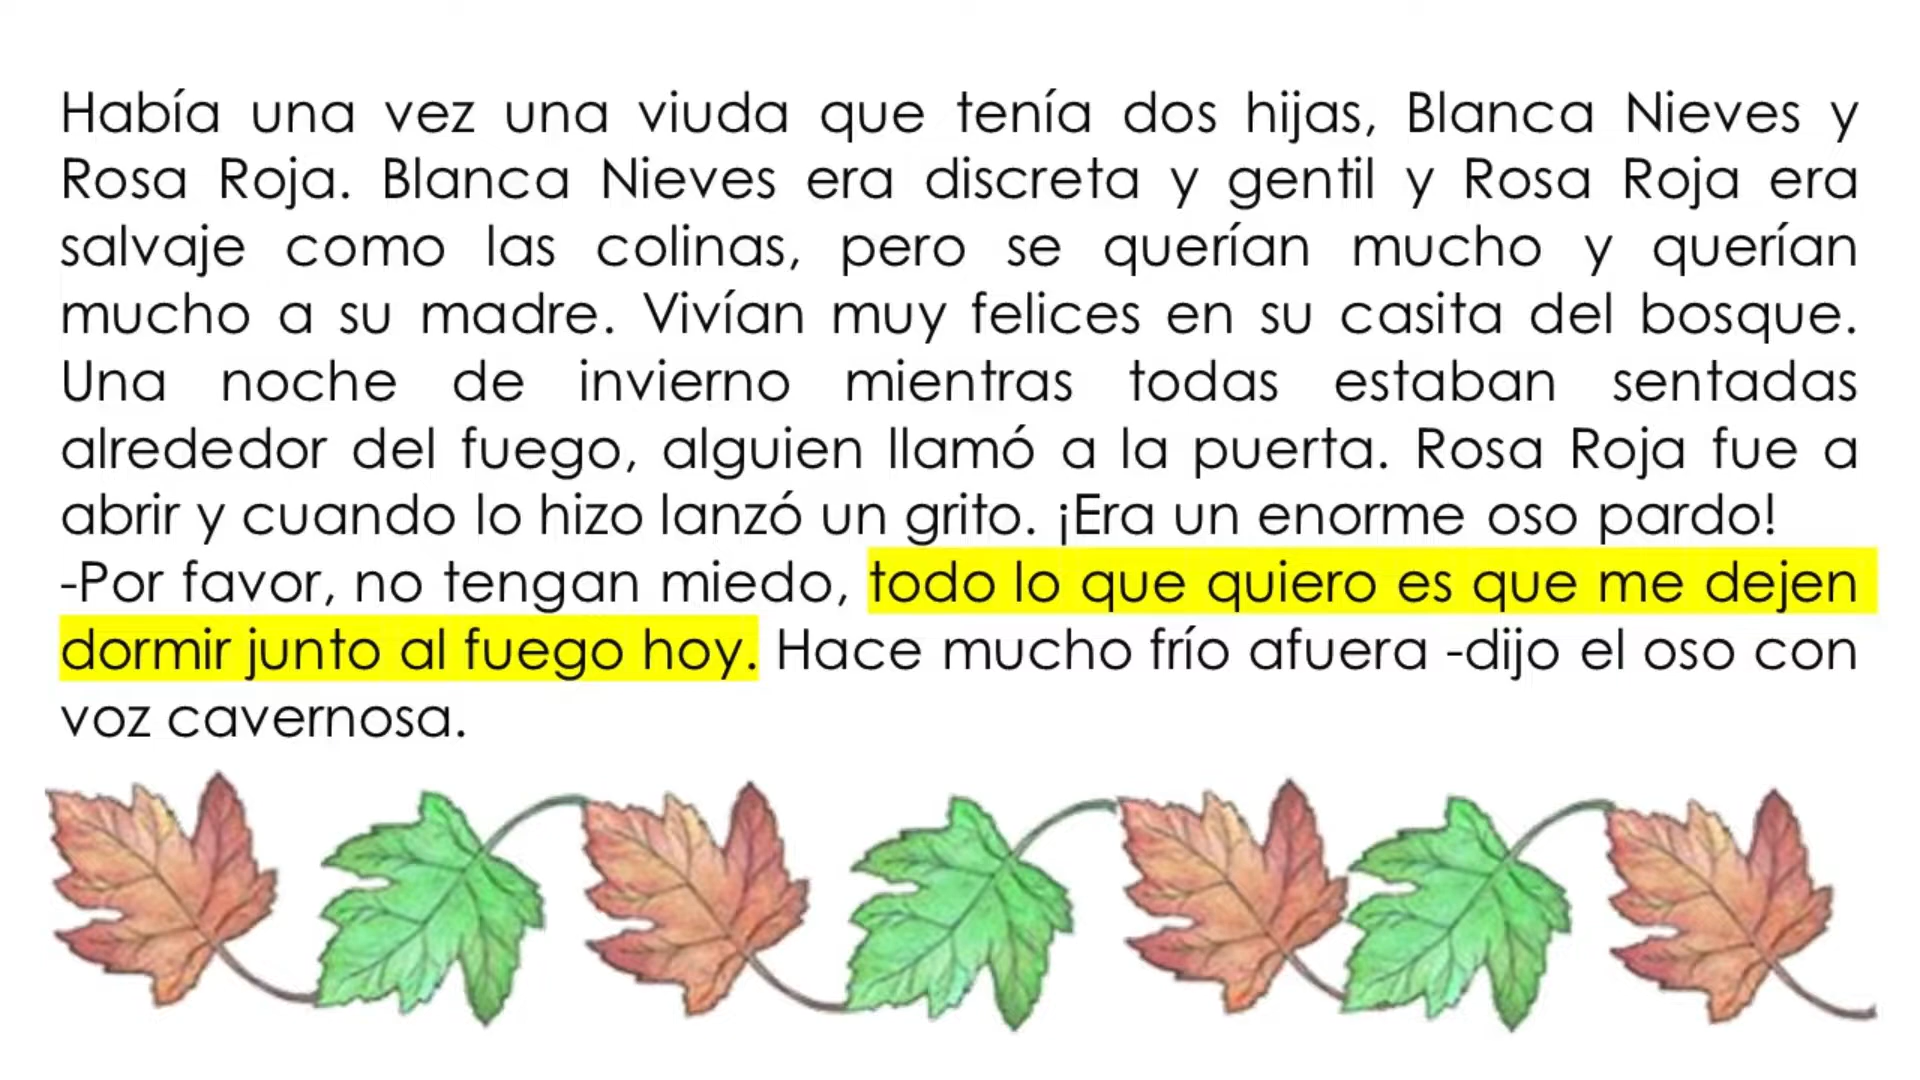 Había una vez una viuda que tenía dos hijas, Blanca Nieves y
Rosa Roja. Blanca Nieves era discreta y gentil y Rosa Roja era
salvaje como las colinas, pero se querían mucho y querían
mucho a su madre. Vivían muy felices en su casita del bosque.
Una noche de invierno mientras todas estaban sentadas
alrededor del fuego, alguien llamó a la puerta. Rosa Roja fue a
abrir y cuando lo hizo lanzó un grito. ¡Era un enorme oso pardo!
-Por favor, no tengan miedo, todo lo que quiero es que me dejen
dormir junto al fuego hoy. Hace mucho frío afuera -dijo el oso con
voz cavernosa.